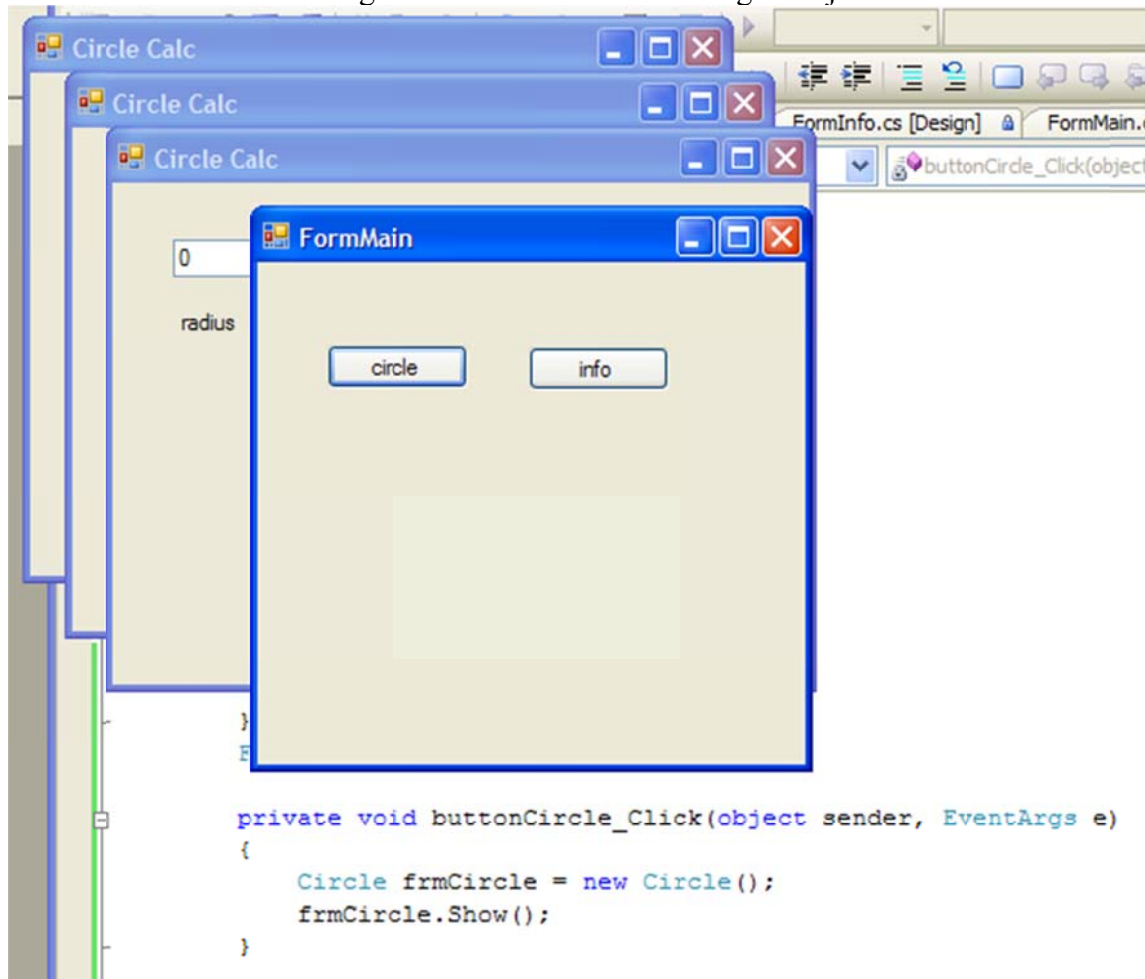 Circle Calc
Circle Calc
FormInfo.cs [Design] FormMain.
Circle Calc
buttonCircle_Click(object
FormMain
0
radius
circle info
}
private void buttonCircle_Click(object sender, EventArgs e)
{
Circle frmCircle = new Circle();
frmCircle.Show();
}